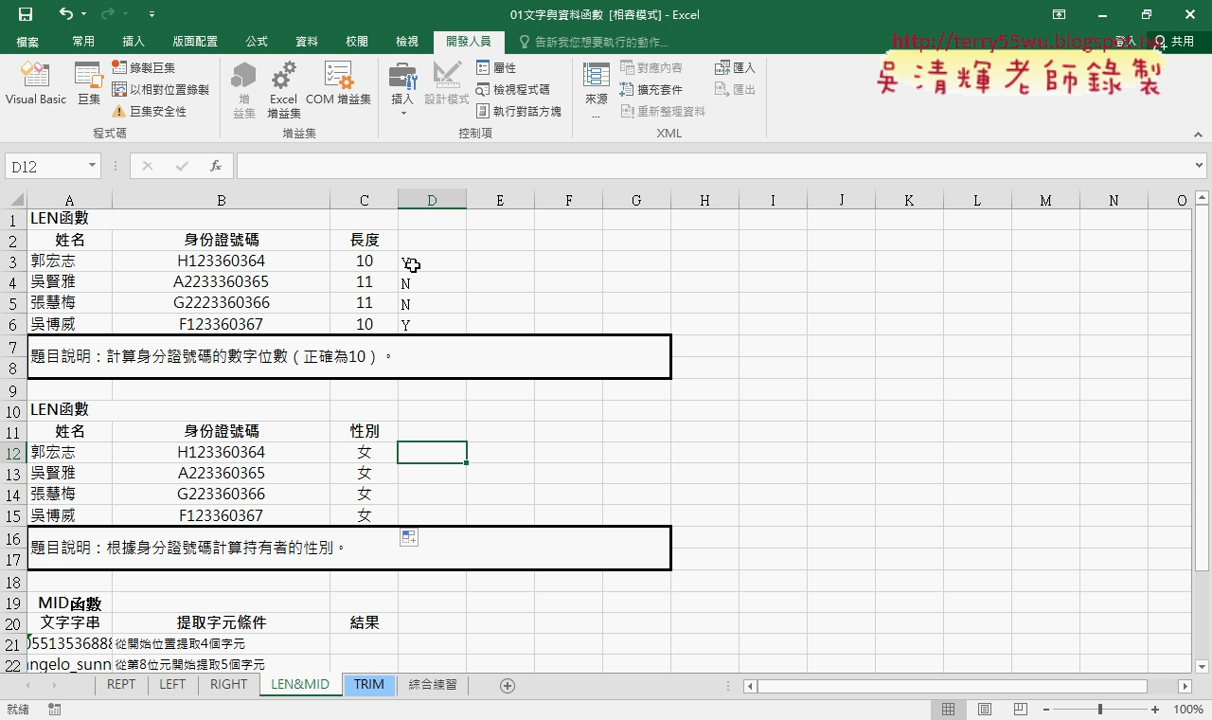 01文字與資料函數 [相容模式] - Excel
檔案 常用 插入 版面配置 公式 資料 校閱 檢視 開發人員 告訴我您想要執行的動作... 登入 共用
http://terry55wu.blogspot.tw
吳清輝老師錄製
Visual Basic 巨集 錄製巨集 以相對位置錄製 巨集安全性 程式碼
增益集 Excel 增益集 COM 增益集 增益集
插入 設計模式 屬性 檢視程式碼 執行對話方塊 控制項
來源... 對應內容 擴充套件 重新整理資料 匯入 匯出 XML
D12 fx
A B C D E F G H I J K L M N O
1 LEN函數
2 姓名 身份證號碼 長度
3 郭宏志 H123360364 10 Y
4 吳賢雅 A2233360365 11 N
5 張慧梅 G2223360366 11 N
6 吳博威 F123360367 10 Y
7
題目說明：計算身分證號碼的數字位數（正確為10）。
8
9
10 LEN函數
11 姓名 身份證號碼 性別
12 郭宏志 H123360364 女
13 吳賢雅 A223360365 女
14 張慧梅 G223360366 女
15 吳博威 F123360367 女
16
題目說明：根據身分證號碼計算持有者的性別。
17
18
19 MID函數
20 文字字串 提取字元條件 結果
21 05513536888 從開始位置提取4個字元
22 angelo_sunn 從第8位元開始提取5個字元
REPT LEFT RIGHT LEN&MID TRIM 綜合練習
就緒 100%